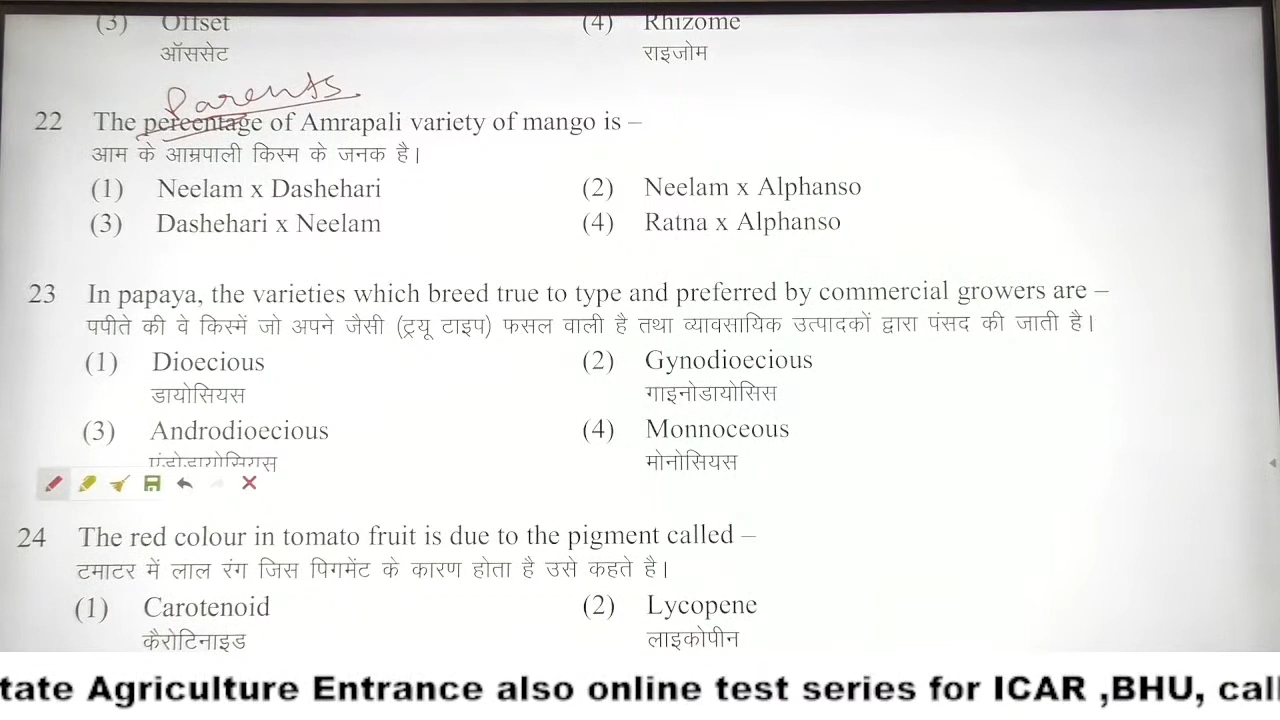 (3) Offset (4) Rhizome
ऑससेट राइजोम
Parents
22 The percentage of Amrapali variety of mango is –
आम के आम्रपाली किस्म के जनक है।
(1) Neelam x Dashehari (2) Neelam x Alphanso
(3) Dashehari x Neelam (4) Ratna x Alphanso
23 In papaya, the varieties which breed true to type and preferred by commercial growers are –
पपीते की वे किस्में जो अपने जैसी (ट्रयू टाइप) फसल वाली है तथा व्यावसायिक उत्पादकों द्वारा पंसद की जाती है।
(1) Dioecious (2) Gynodioecious
डायोसियस गाइनोडायोसिस
(3) Androdioecious (4) Monnoceous
मोनोसियस
24 The red colour in tomato fruit is due to the pigment called –
टमाटर में लाल रंग जिस पिगमेंट के कारण होता है उसे कहते है।
(1) Carotenoid (2) Lycopene
कैरोटिनाइड लाइकोपीन
tate Agriculture Entrance also online test series for ICAR ,BHU, call